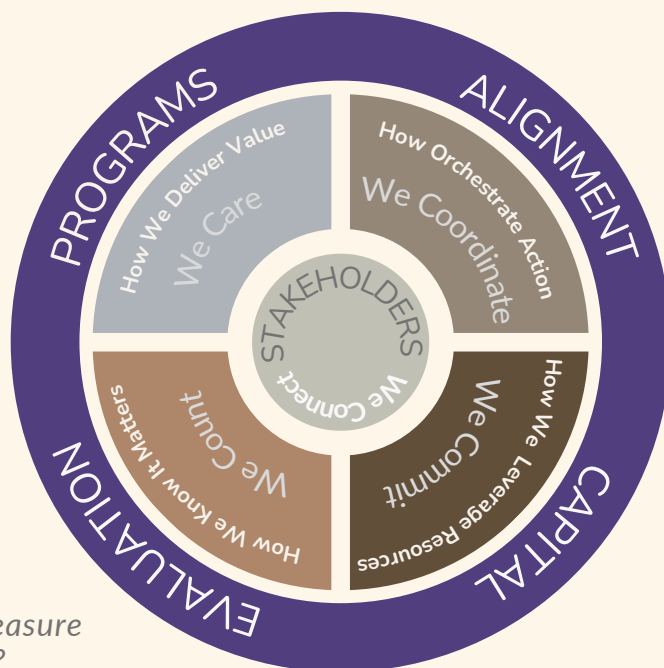 PROGRAMS
How We Deliver Value
We Care
ALIGNMENT
How Orchestrate Action
We Coordinate
STAKEHOLDERS
We Connect
EVALUATION
How We Know It Matters
We Count
CAPITAL
How We Leverage Resources
We Commit
easure
?